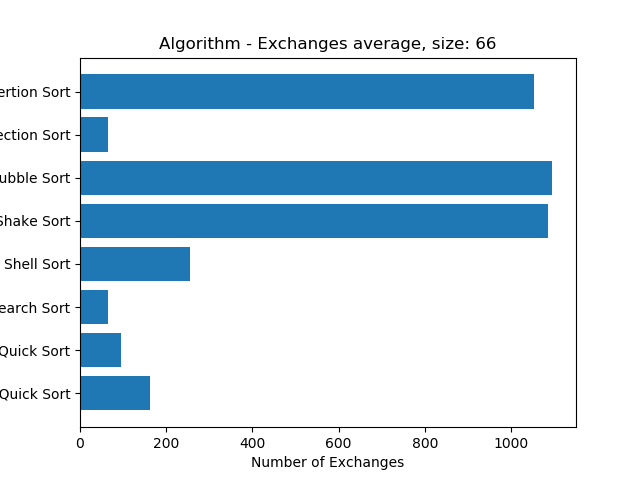 Algorithm - Exchanges average, size: 66
ertion Sort
ection Sort
ubble Sort
Shake Sort
Shell Sort
earch Sort
Quick Sort
Quick Sort
0 200 400 600 800 1000
Number of Exchanges